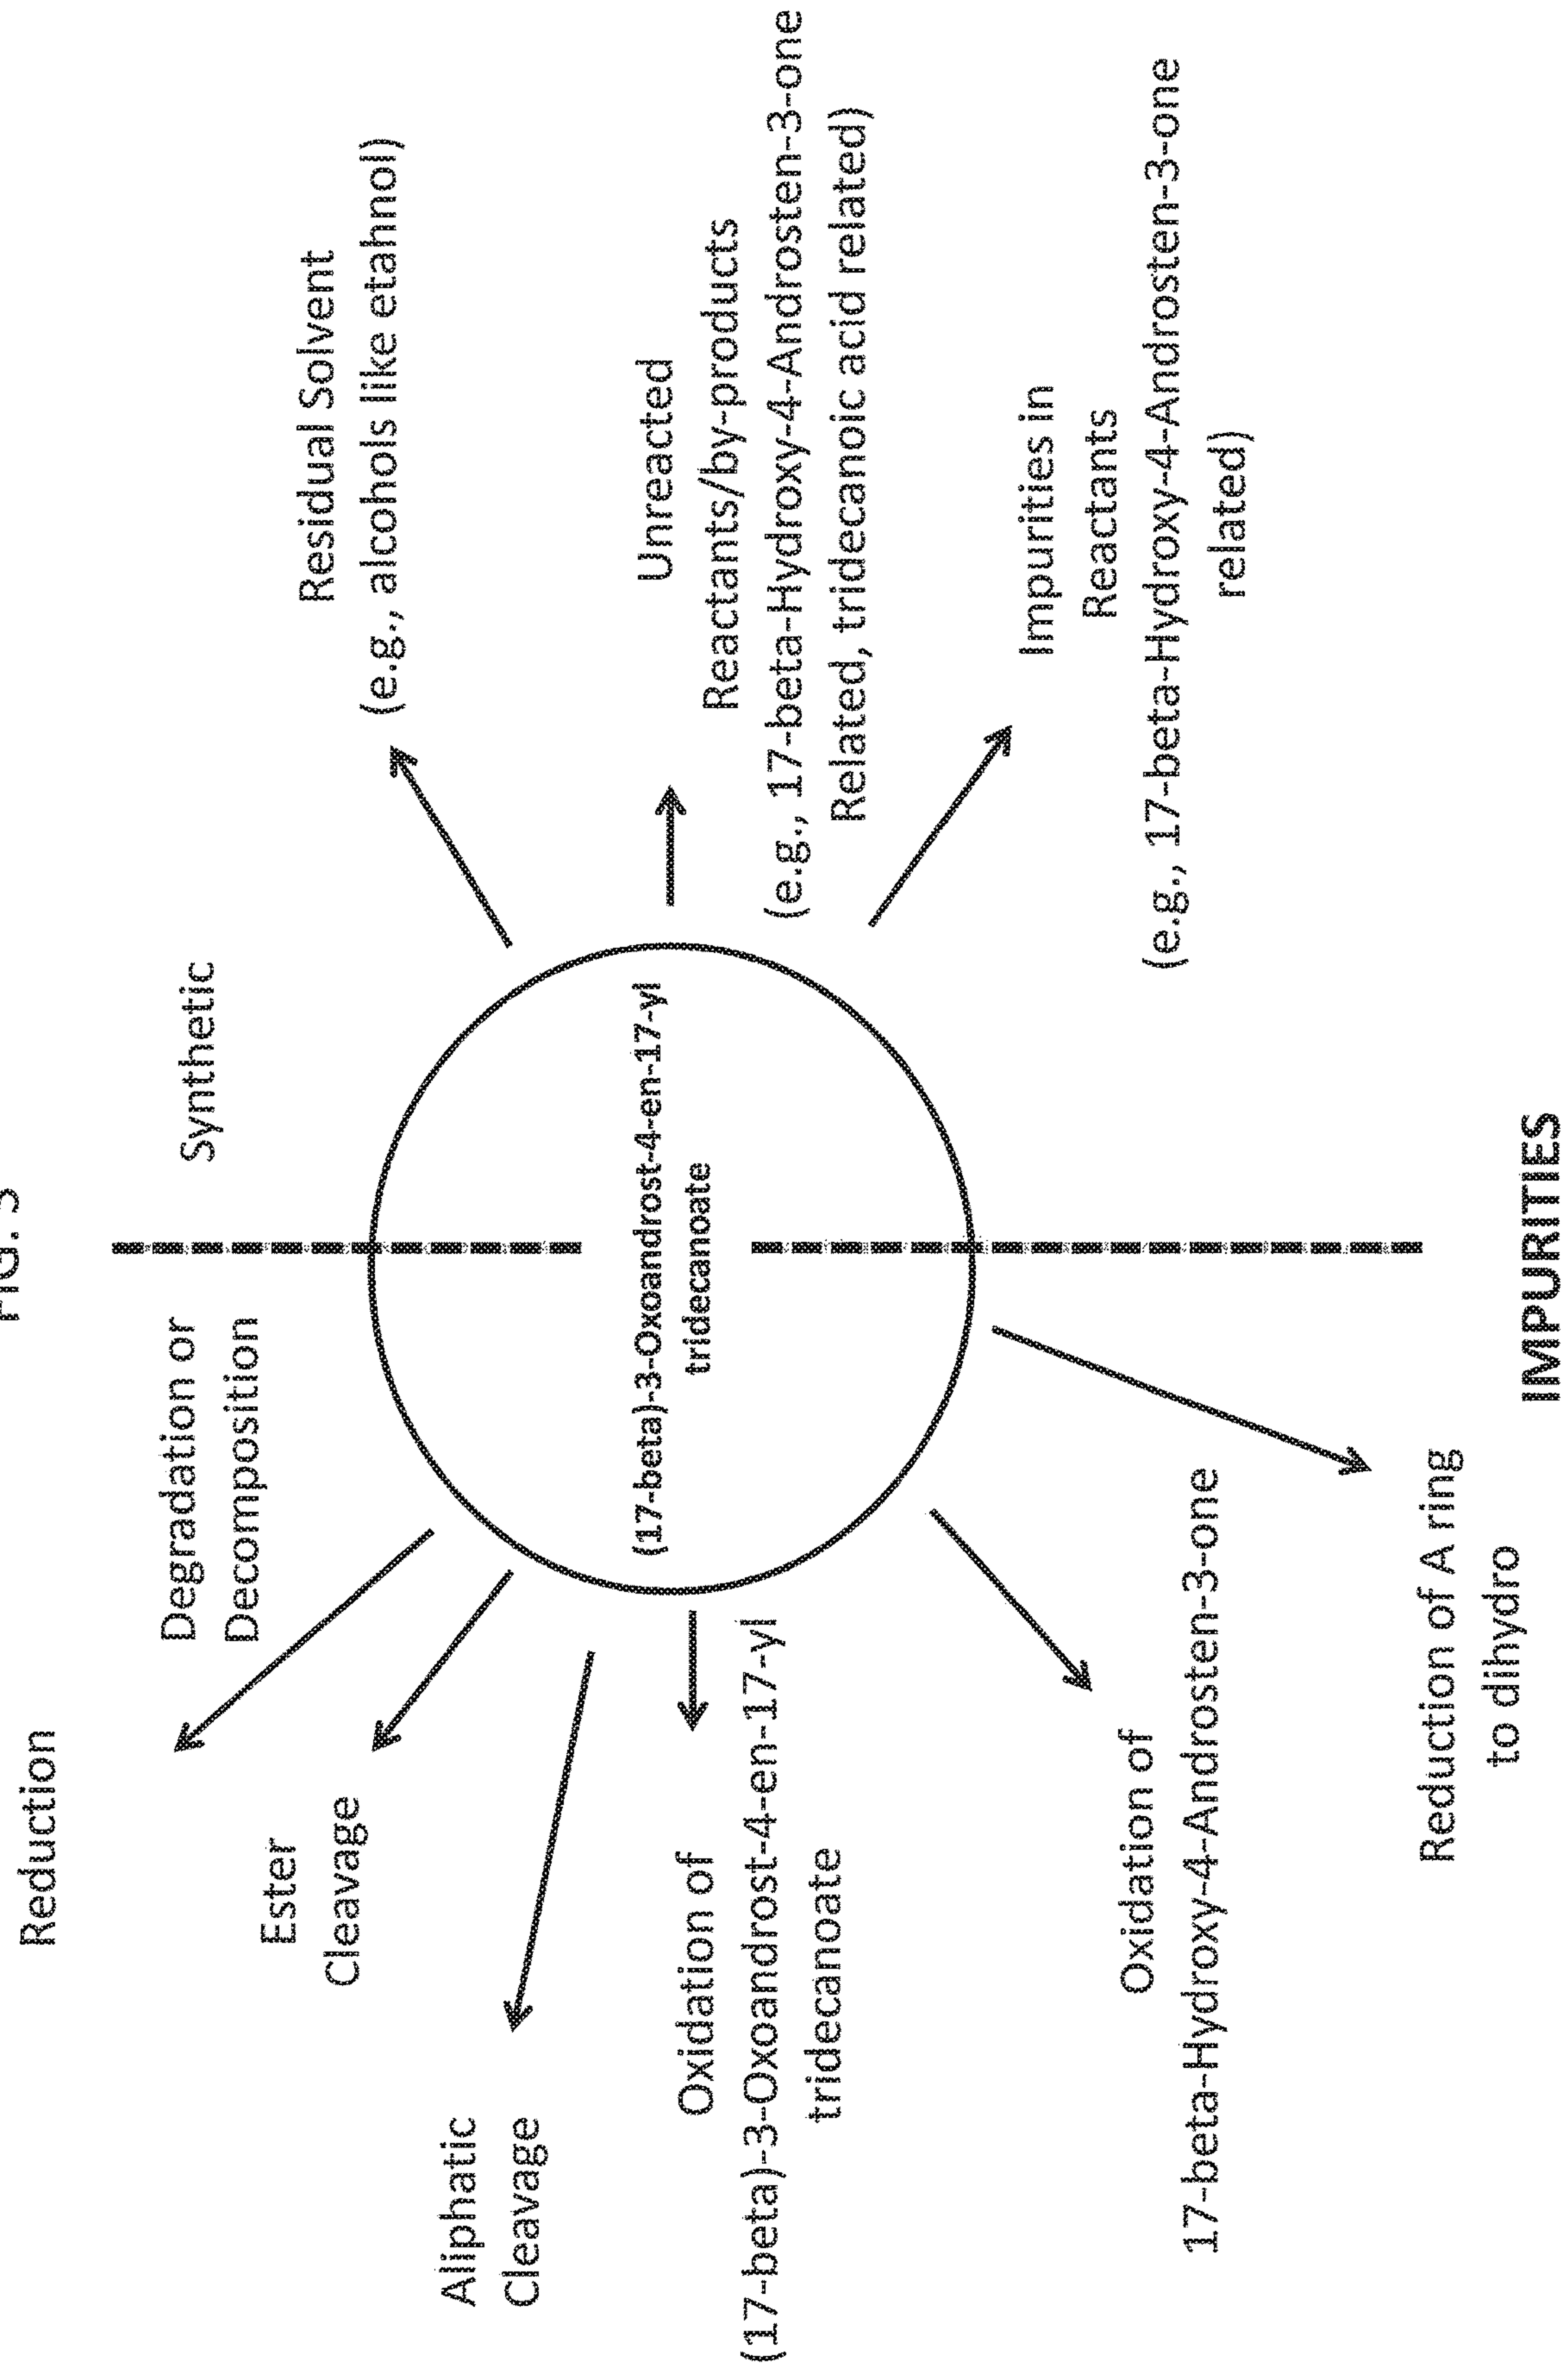 FIG. 3
Degradation or
Decomposition
Synthetic
Reduction
Ester
Cleavage
Aliphatic
Cleavage
Oxidation of
(17-beta)-3-Oxoandrost-4-en-17-yl
tridecanoate
Oxidation of
17-beta-Hydroxy-4-Androsten-3-one
Reduction of A ring
to dihydro
(17-beta)-3-Oxoandrost-4-en-17-yl
tridecanoate
Residual Solvent
(e.g., alcohols like etahnol)
Unreacted
Reactants/by-products
(e.g., 17-beta-Hydroxy-4-Androsten-3-one
Related, tridecanoic acid related)
Impurities in
Reactants
(e.g., 17-beta-Hydroxy-4-Androsten-3-one
related)
IMPURITIES